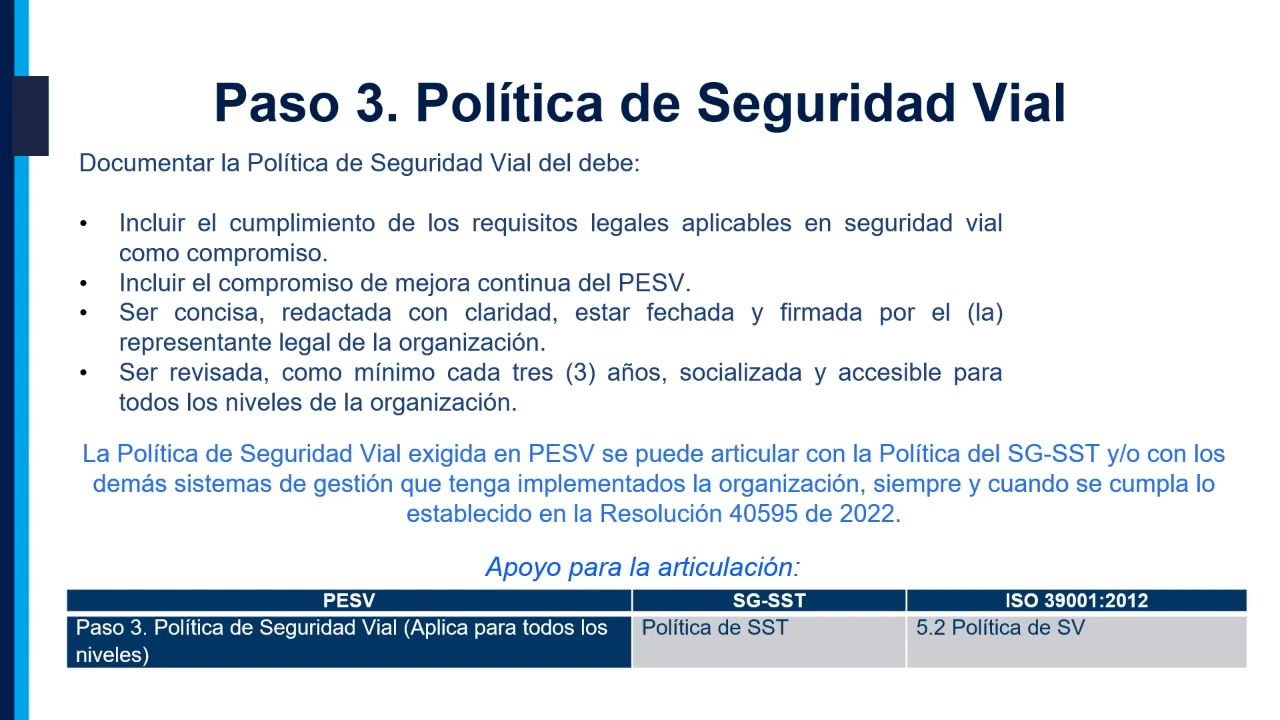 Paso 3. Política de Seguridad Vial
Documentar la Política de Seguridad Vial del debe:
• Incluir el cumplimiento de los requisitos legales aplicables en seguridad vial
como compromiso.
• Incluir el compromiso de mejora continua del PESV.
• Ser concisa, redactada con claridad, estar fechada y firmada por el (la)
representante legal de la organización.
• Ser revisada, como mínimo cada tres (3) años, socializada y accesible para
todos los niveles de la organización.
La Política de Seguridad Vial exigida en PESV se puede articular con la Política del SG-SST y/o con los
demás sistemas de gestión que tenga implementados la organización, siempre y cuando se cumpla lo
establecido en la Resolución 40595 de 2022.
Apoyo para la articulación:
PESV SG-SST ISO 39001:2012
Paso 3. Política de Seguridad Vial (Aplica para todos los Política de SST 5.2 Política de SV
niveles)